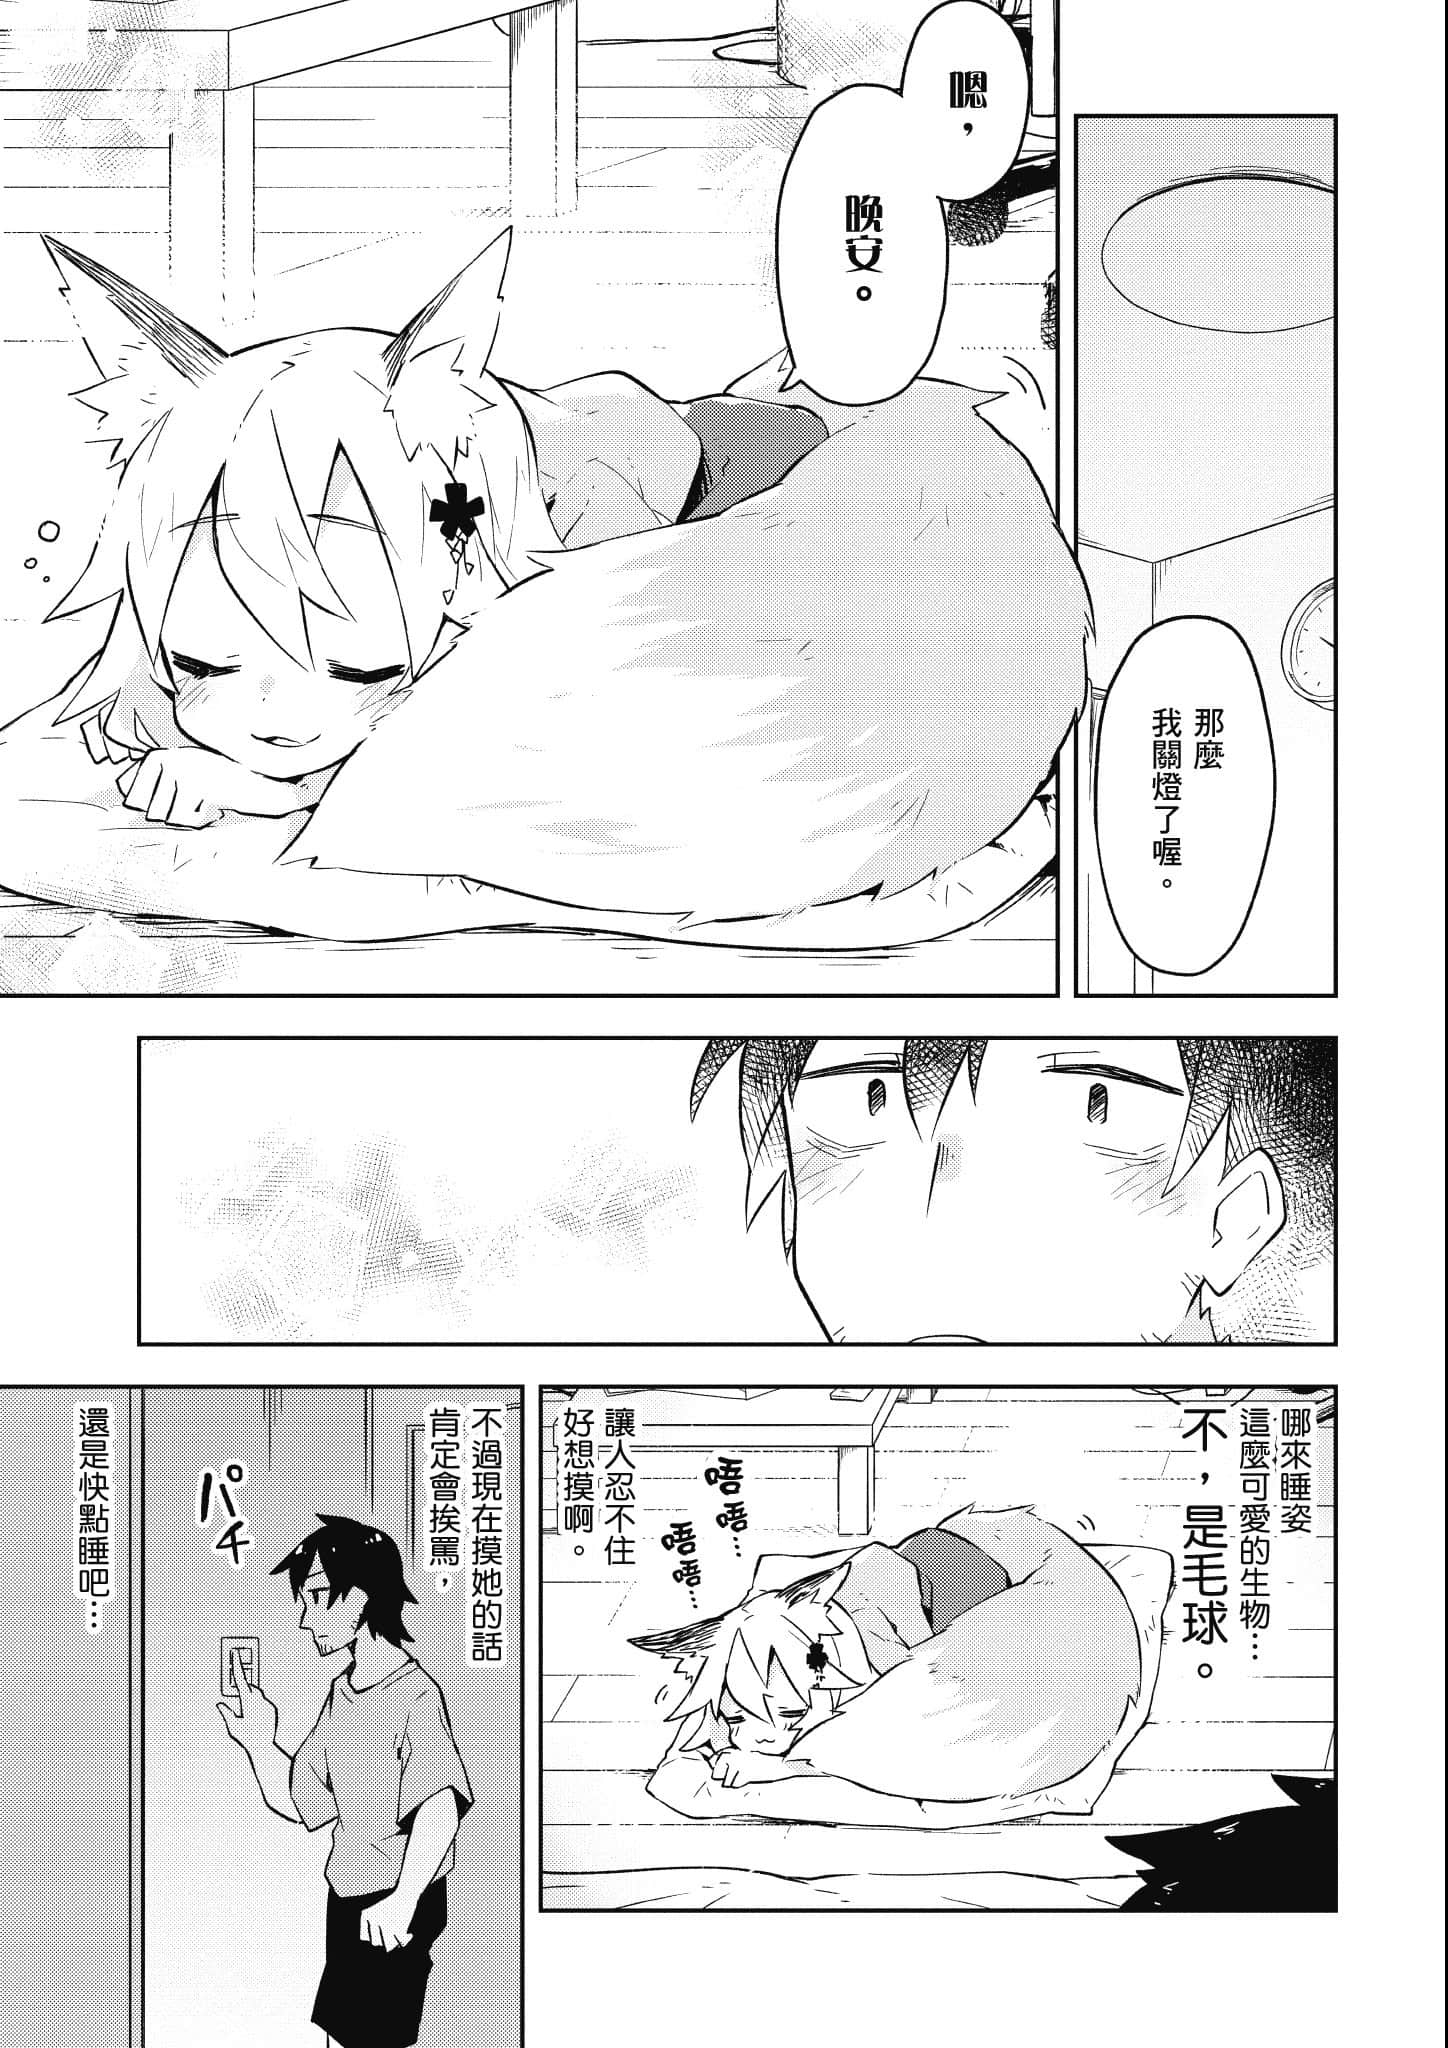 那麼
我關燈了喔。
嗯，
晚安。
哪來睡姿
這麼可愛的生物…
不，是毛球。
唔
唔…
唔
唔…
讓人忍不住
好想摸啊。
不過現在摸她的話
肯定會挨罵，
パチ
還是快點睡吧…